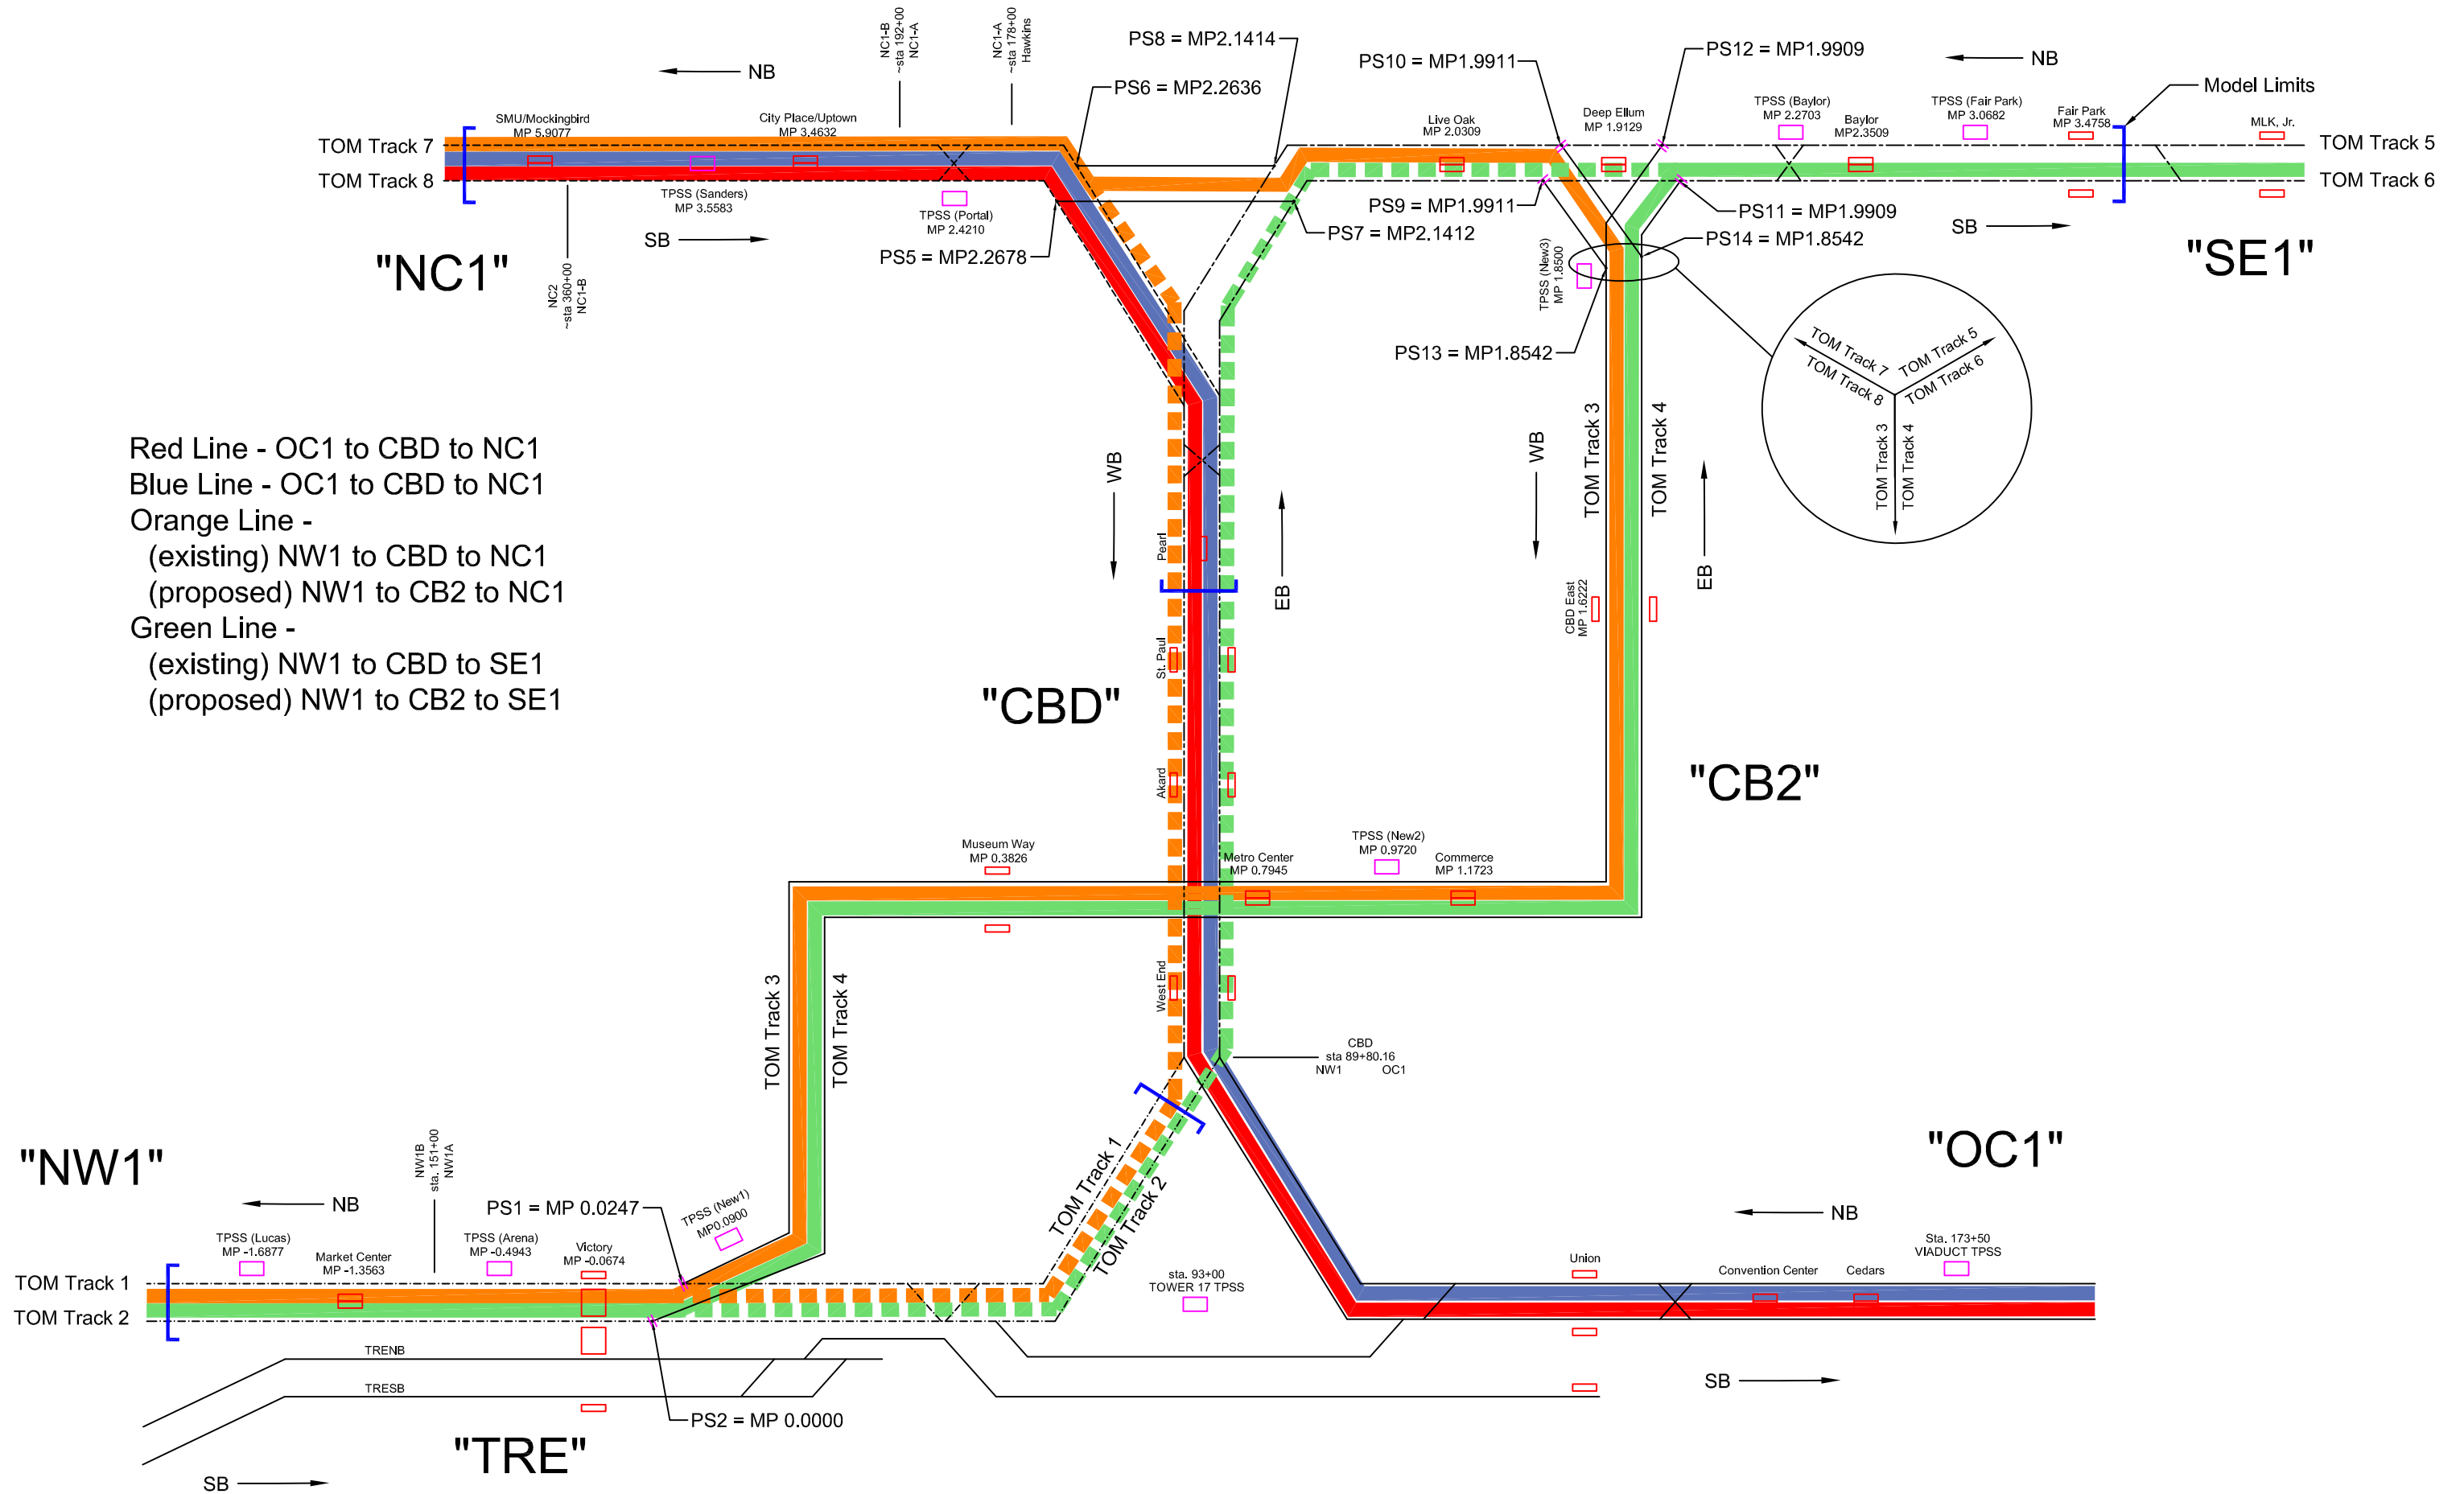 NC1-B
~sta 192+00
NC1-A
NC1-A
~sta 178+00
Hawkins
PS8 = MP2.1414
PS10 = MP1.9911
PS12 = MP1.9909
NB
NB
PS6 = MP2.2636
Model Limits
SMU/Mockingbird
MP 5.9077
City Place/Uptown
MP 3.4632
Live Oak
MP 2.0309
Deep Ellum
MP 1.9129
TPSS (Baylor)
MP 2.2703
Baylor
MP2.3509
TPSS (Fair Park)
MP 3.0682
Fair Park
MP 3.4758
MLK, Jr.
TOM Track 7
TOM Track 8
TOM Track 5
TOM Track 6
TPSS (Sanders)
MP 3.5583
TPSS (Portal)
MP 2.4210
PS9 = MP1.9911
PS11 = MP1.9909
PS7 = MP2.1412
PS14 = MP1.8542
SB
SB
PS5 = MP2.2678
"NC1"
"SE1"
NC2
~sta 360+00
NC1-B
TPSS (New3)
MP 1.8500
PS13 = MP1.8542
TOM Track 7
TOM Track 8
TOM Track 5
TOM Track 6
TOM Track 3
TOM Track 4
Red Line - OC1 to CBD to NC1
Blue Line - OC1 to CBD to NC1
Orange Line -
(existing) NW1 to CBD to NC1
(proposed) NW1 to CB2 to NC1
Green Line -
(existing) NW1 to CBD to SE1
(proposed) NW1 to CB2 to SE1
WB
EB
WB
EB
TOM Track 3
TOM Track 4
Pearl
St. Paul
Akard
West End
CBD East
MP 1.6222
"CBD"
"CB2"
Museum Way
MP 0.3826
Metro Center
MP 0.7945
TPSS (New2)
MP 0.9720
Commerce
MP 1.1723
TOM Track 3
TOM Track 4
CBD
sta 89+80.16
NW1 OC1
"NW1"
"OC1"
NW1B
sta. 151+00
NW1A
TOM Track 1
TOM Track 2
NB
PS1 = MP 0.0247
TPSS (New1)
MP0.0900
NB
TPSS (Lucas)
MP -1.6877
Market Center
MP -1.3563
TPSS (Arena)
MP -0.4943
Victory
MP -0.0674
Sta. 173+50
VIADUCT TPSS
Union
Convention Center
Cedars
sta. 93+00
TOWER 17 TPSS
TOM Track 1
TOM Track 2
TRENB
TRESB
SB
PS2 = MP 0.0000
"TRE"
SB